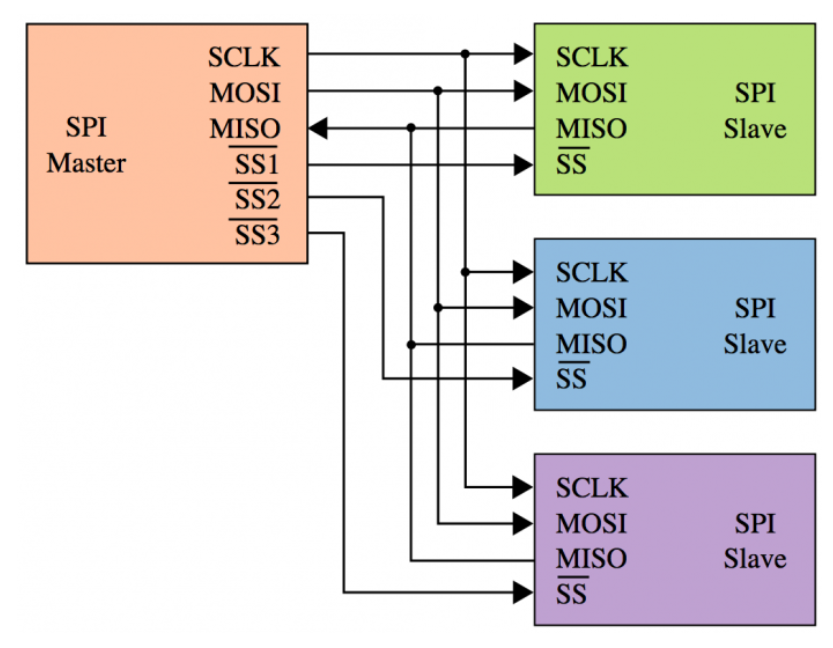 SCLK
MOSI
MISO
SS1
SS2
SS3
SPI
Master
SCLK
MOSI
MISO
SS
SPI
Slave
SCLK
MOSI
MISO
SS
SPI
Slave
SCLK
MOSI
MISO
SS
SPI
Slave